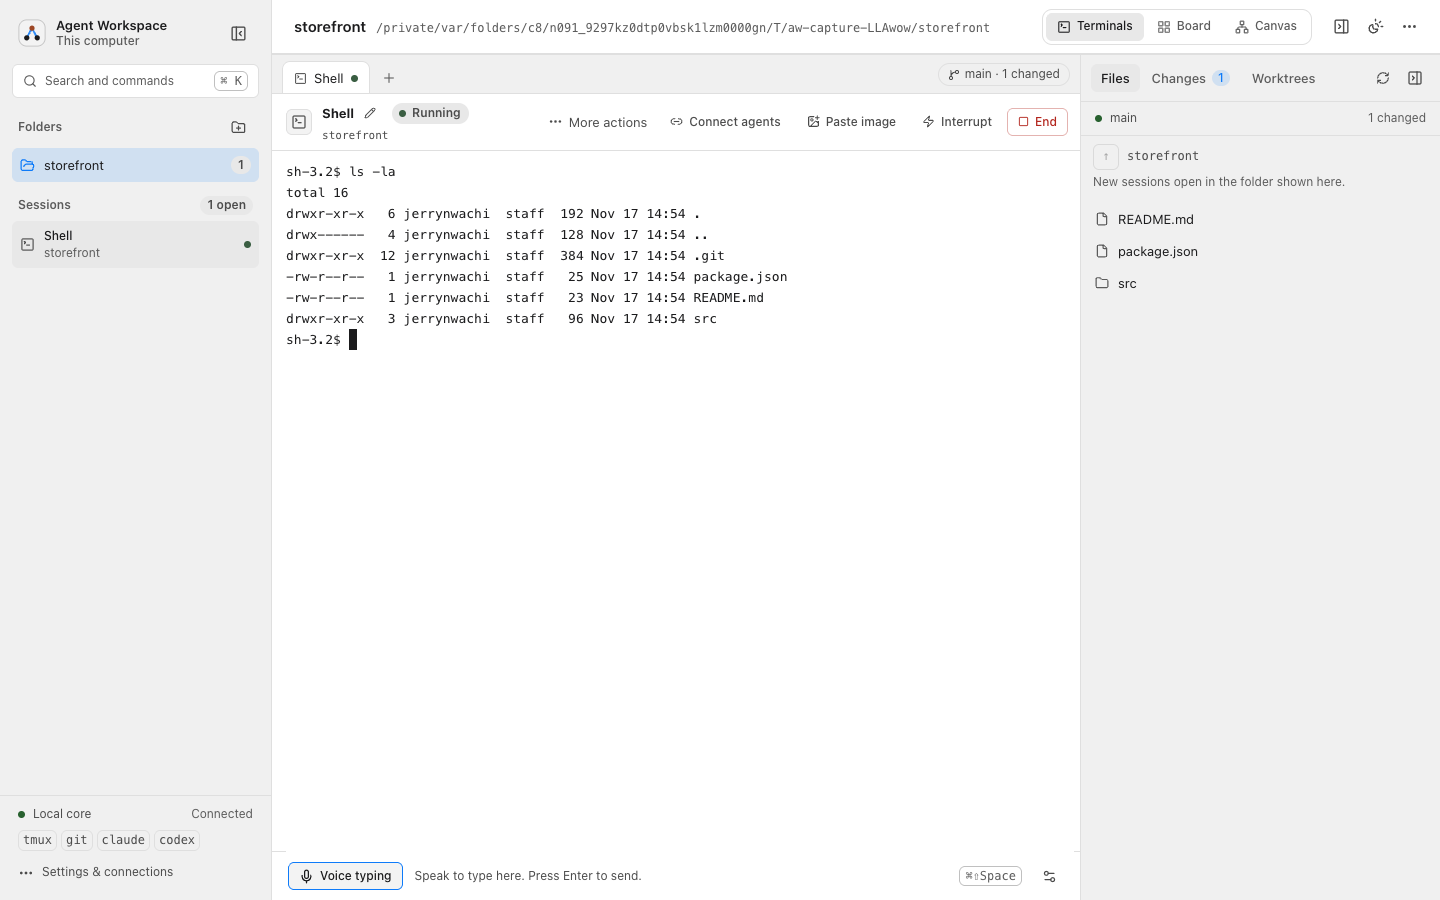 Agent Workspace
This computer
Search and commands ⌘ K
Folders
storefront 1
Sessions 1 open
Shell
storefront
Local core Connected
tmux git claude codex
Settings & connections
storefront /private/var/folders/c8/n091_9297kz0dtp0vbsk1lzm0000gn/T/aw-capture-LLAwow/storefront
Terminals Board Canvas
Shell
main · 1 changed
Shell Running
storefront
More actions Connect agents Paste image Interrupt End
sh-3.2$ ls -la
total 16
drwxr-xr-x   6 jerrynwachi  staff  192 Nov 17 14:54 .
drwx------   4 jerrynwachi  staff  128 Nov 17 14:54 ..
drwxr-xr-x  12 jerrynwachi  staff  384 Nov 17 14:54 .git
-rw-r--r--   1 jerrynwachi  staff   25 Nov 17 14:54 package.json
-rw-r--r--   1 jerrynwachi  staff   23 Nov 17 14:54 README.md
drwxr-xr-x   3 jerrynwachi  staff   96 Nov 17 14:54 src
sh-3.2$
Voice typing Speak to type here. Press Enter to send. ⌘⇧Space
Files Changes 1 Worktrees
main 1 changed
↑ storefront
New sessions open in the folder shown here.
README.md
package.json
src